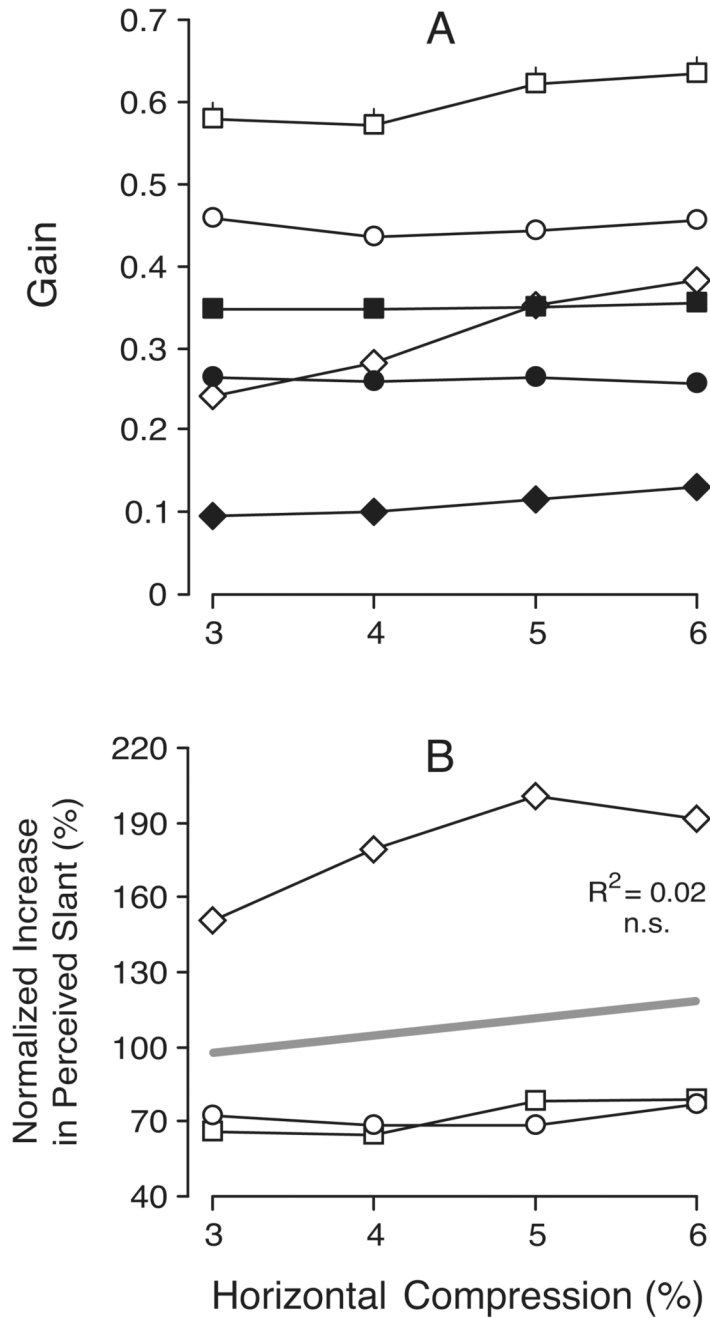 A
0.7
0.6
0.5
0.4
0.3
0.2
0.1
0
Gain
3 4 5 6
B
220
190
160
130
100
70
40
Normalized Increase
in Perceived Slant (%)
R² = 0.02
n.s.
3 4 5 6
Horizontal Compression (%)